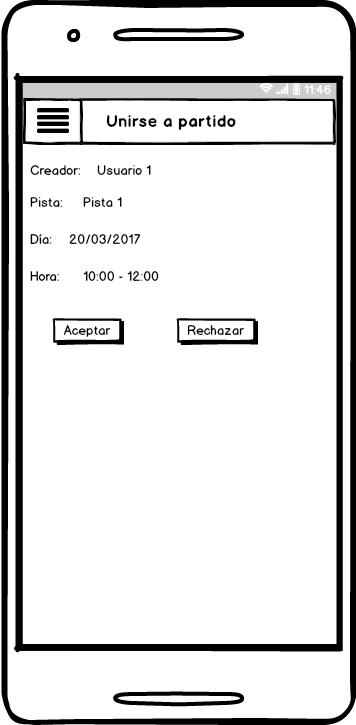 11:46
Unirse a partido
Creador: Usuario 1
Pista: Pista 1
Día: 20/03/2017
Hora: 10:00 - 12:00
Aceptar Rechazar